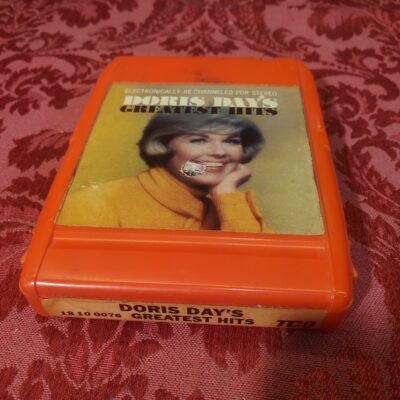 ELECTRONICALLY RE-CHANNELED FOR STEREO
DORIS DAY'S
GREATEST HITS
DORIS DAY'S
18 10 0076 GREATEST HITS TC8